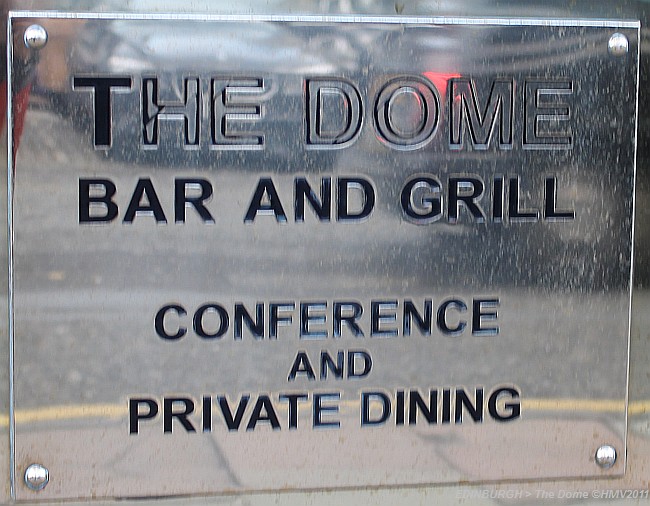 THE DOME
BAR AND GRILL
CONFERENCE
AND
PRIVATE DINING
EDINBURGH > The Dome ©HMV2011